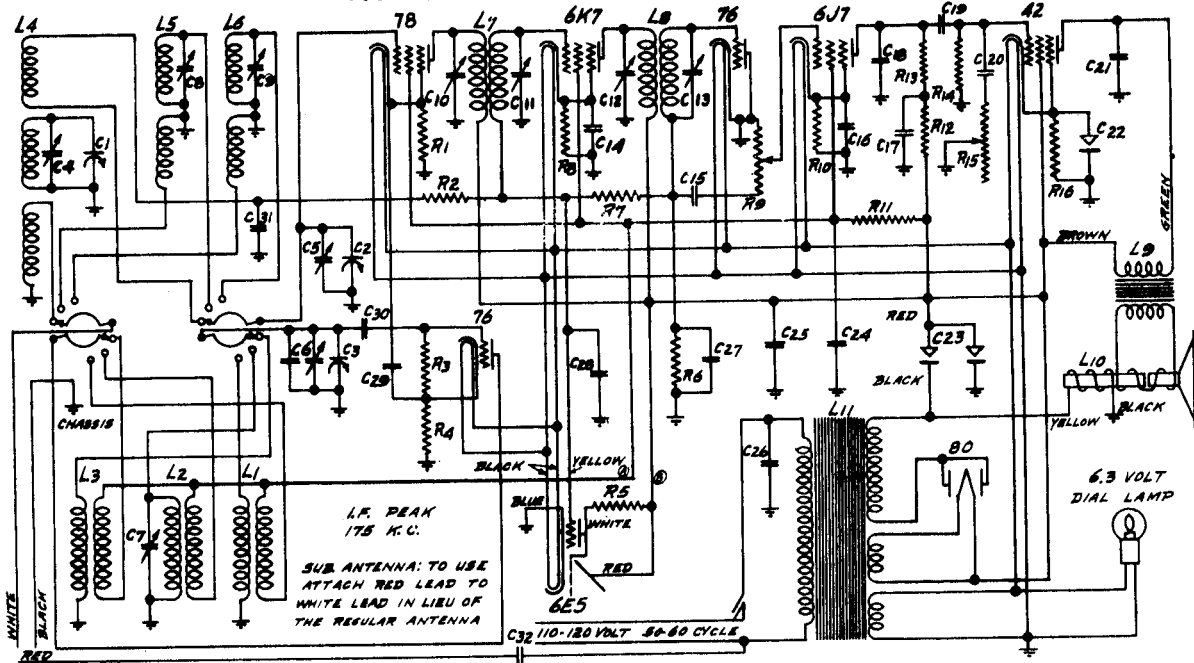 L4
L5
L6
78
L7
6K7
L8
76
6J7
C19
42
C8
C9
C10
C11
C12
C13
C18
R13
C20
C21
R14
C4
C1
R1
R8
C14
R10
C16
C17
R12
R15
C22
R16
GREEN
R2
R7
C15
R9
C31
R11
C5
C2
BROWN
L9
C30
76
RED
C6
C3
C29
R3
C28
R6
C27
C25
C24
C23
BLACK
L10
CHASSIS
R4
YELLOW
BLACK
C26
L11
80
L3
L2
L1
BLACK
YELLOW
A
B
6.3 VOLT
DIAL LAMP
BLUE
R5
WHITE
C7
I.F. PEAK
175 K.C.
SUB ANTENNA: TO USE
ATTACH RED LEAD TO
WHITE LEAD IN LIEU OF
THE REGULAR ANTENNA
RED
6E5
WHITE
BLACK
RED
C32
110-120 VOLT 50-60 CYCLE